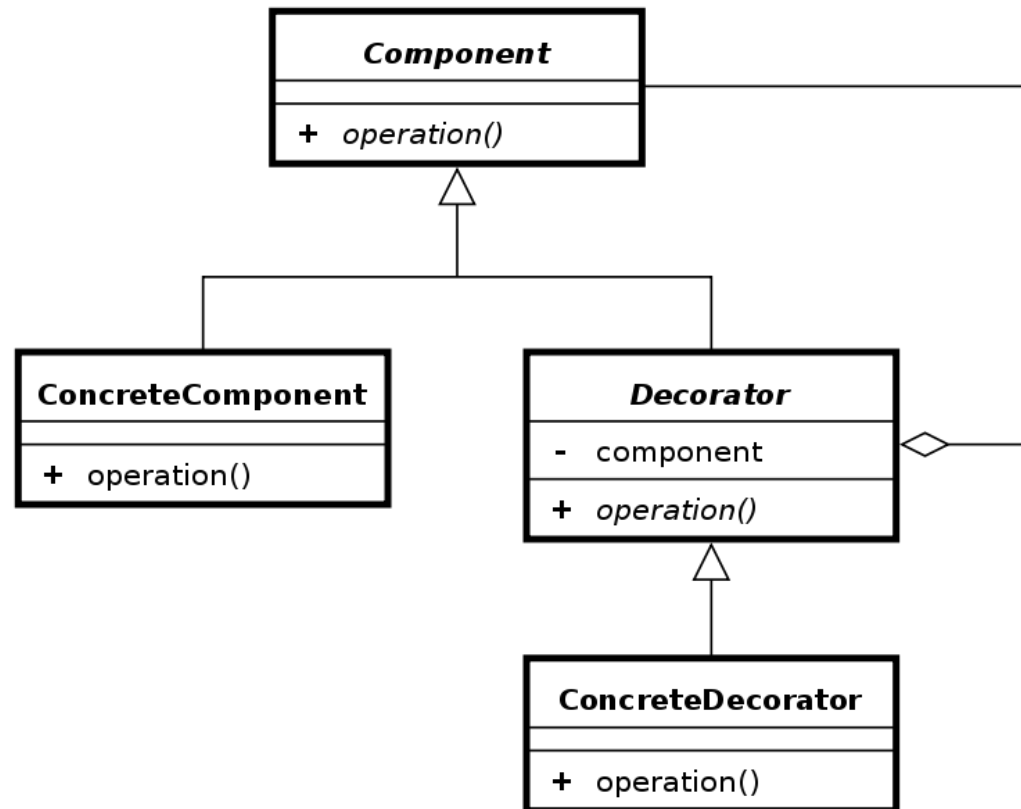 Component
+ operation()
ConcreteComponent
+ operation()
Decorator
- component
+ operation()
ConcreteDecorator
+ operation()